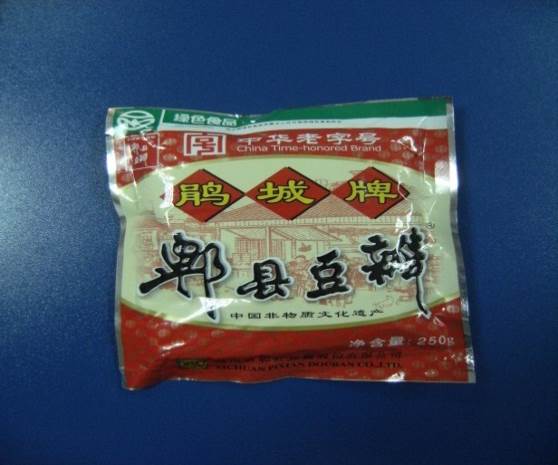 绿色食品
中华老字号
China Time-honored Brand
鹃城牌
郫县豆瓣
中国非物质文化遗产
净含量: 250g
SICHUAN PIXIAN DOUBAN CO.,LTD.